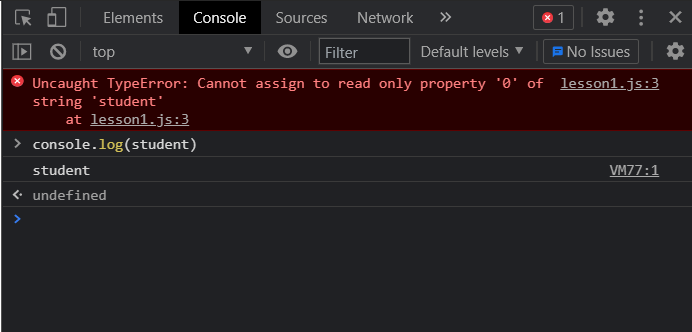 Elements Console Sources Network » 1
top ▼ Filter Default levels ▼ No Issues
Uncaught TypeError: Cannot assign to read only property '0' of lesson1.js:3
string 'student'
at lesson1.js:3
> console.log(student)
student VM77:1
undefined
>